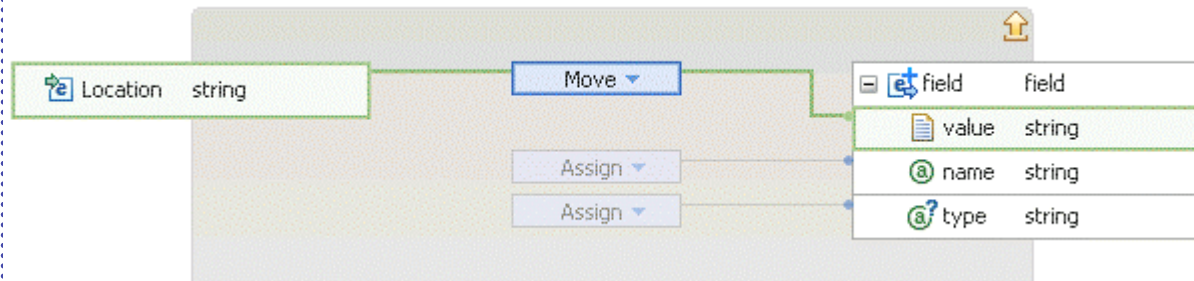 Location string
Move
field field
value string
Assign
name string
Assign
type string